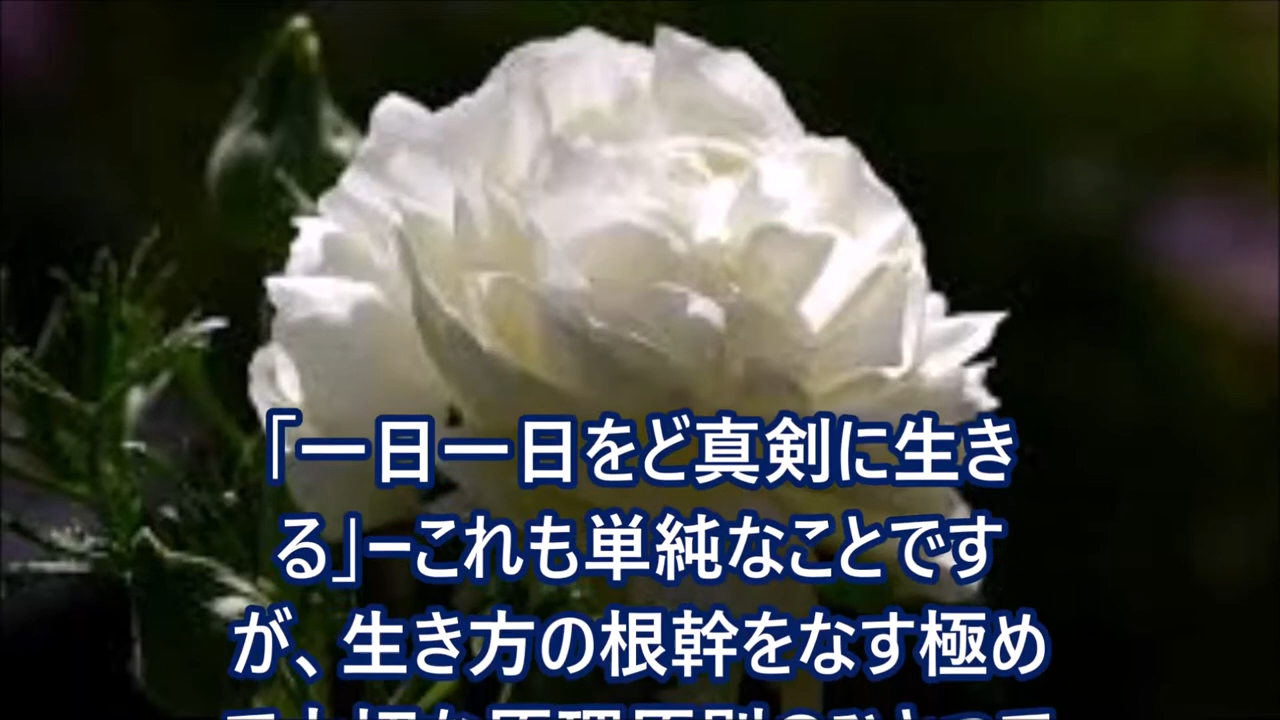 「一日一日をど真剣に生き
る」ーこれも単純なことです
が、生き方の根幹をなす極め